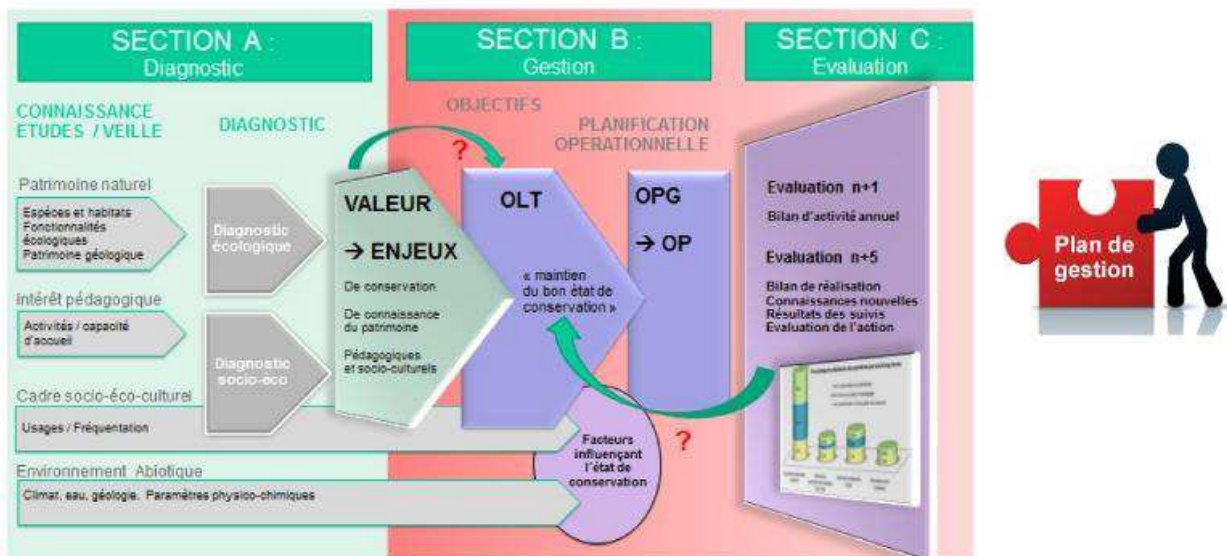 SECTION A :
Diagnostic
SECTION B :
Gestion
SECTION C :
Evaluation
CONNAISSANCE
ETUDES / VEILLE
DIAGNOSTIC
OBJECTIFS
PLANIFICATION
OPERATIONNELLE
Patrimoine naturel
Espèces et habitats
Fonctionnalités
écologiques
Patrimoine géologique
Intérêt pédagogique
Activités / capacité
d'accueil
Cadre socio-éco-culturel
Usages / Fréquentation
Environnement Abiotique
Climat, eau, géologie, Paramètres physico-chimiques
Diagnostic
écologique
Diagnostic
socio-éco
VALEUR
→ ENJEUX
De conservation
De connaissance
du patrimoine
Pédagogiques
et socio-culturels
?
OLT
« maintien
du bon état de
conservation »
OPG
→ OP
Facteurs
influençant
l'état de
conservation
?
Evaluation n+1
Bilan d'activité annuel
Evaluation n+5
Bilan de réalisation
Connaissances nouvelles
Résultats des suivis
Evaluation de l'action
Plan de
gestion